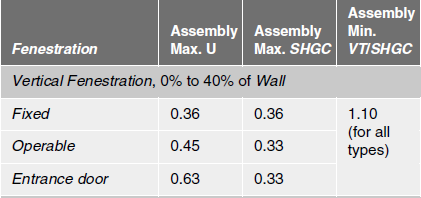 Fenestration
Assembly
Max. U
Assembly
Max. SHGC
Assembly
Min.
VT/SHGC
Vertical Fenestration, 0% to 40% of Wall
Fixed
0.36
0.36
1.10
(for all
types)
Operable
0.45
0.33
Entrance door
0.63
0.33